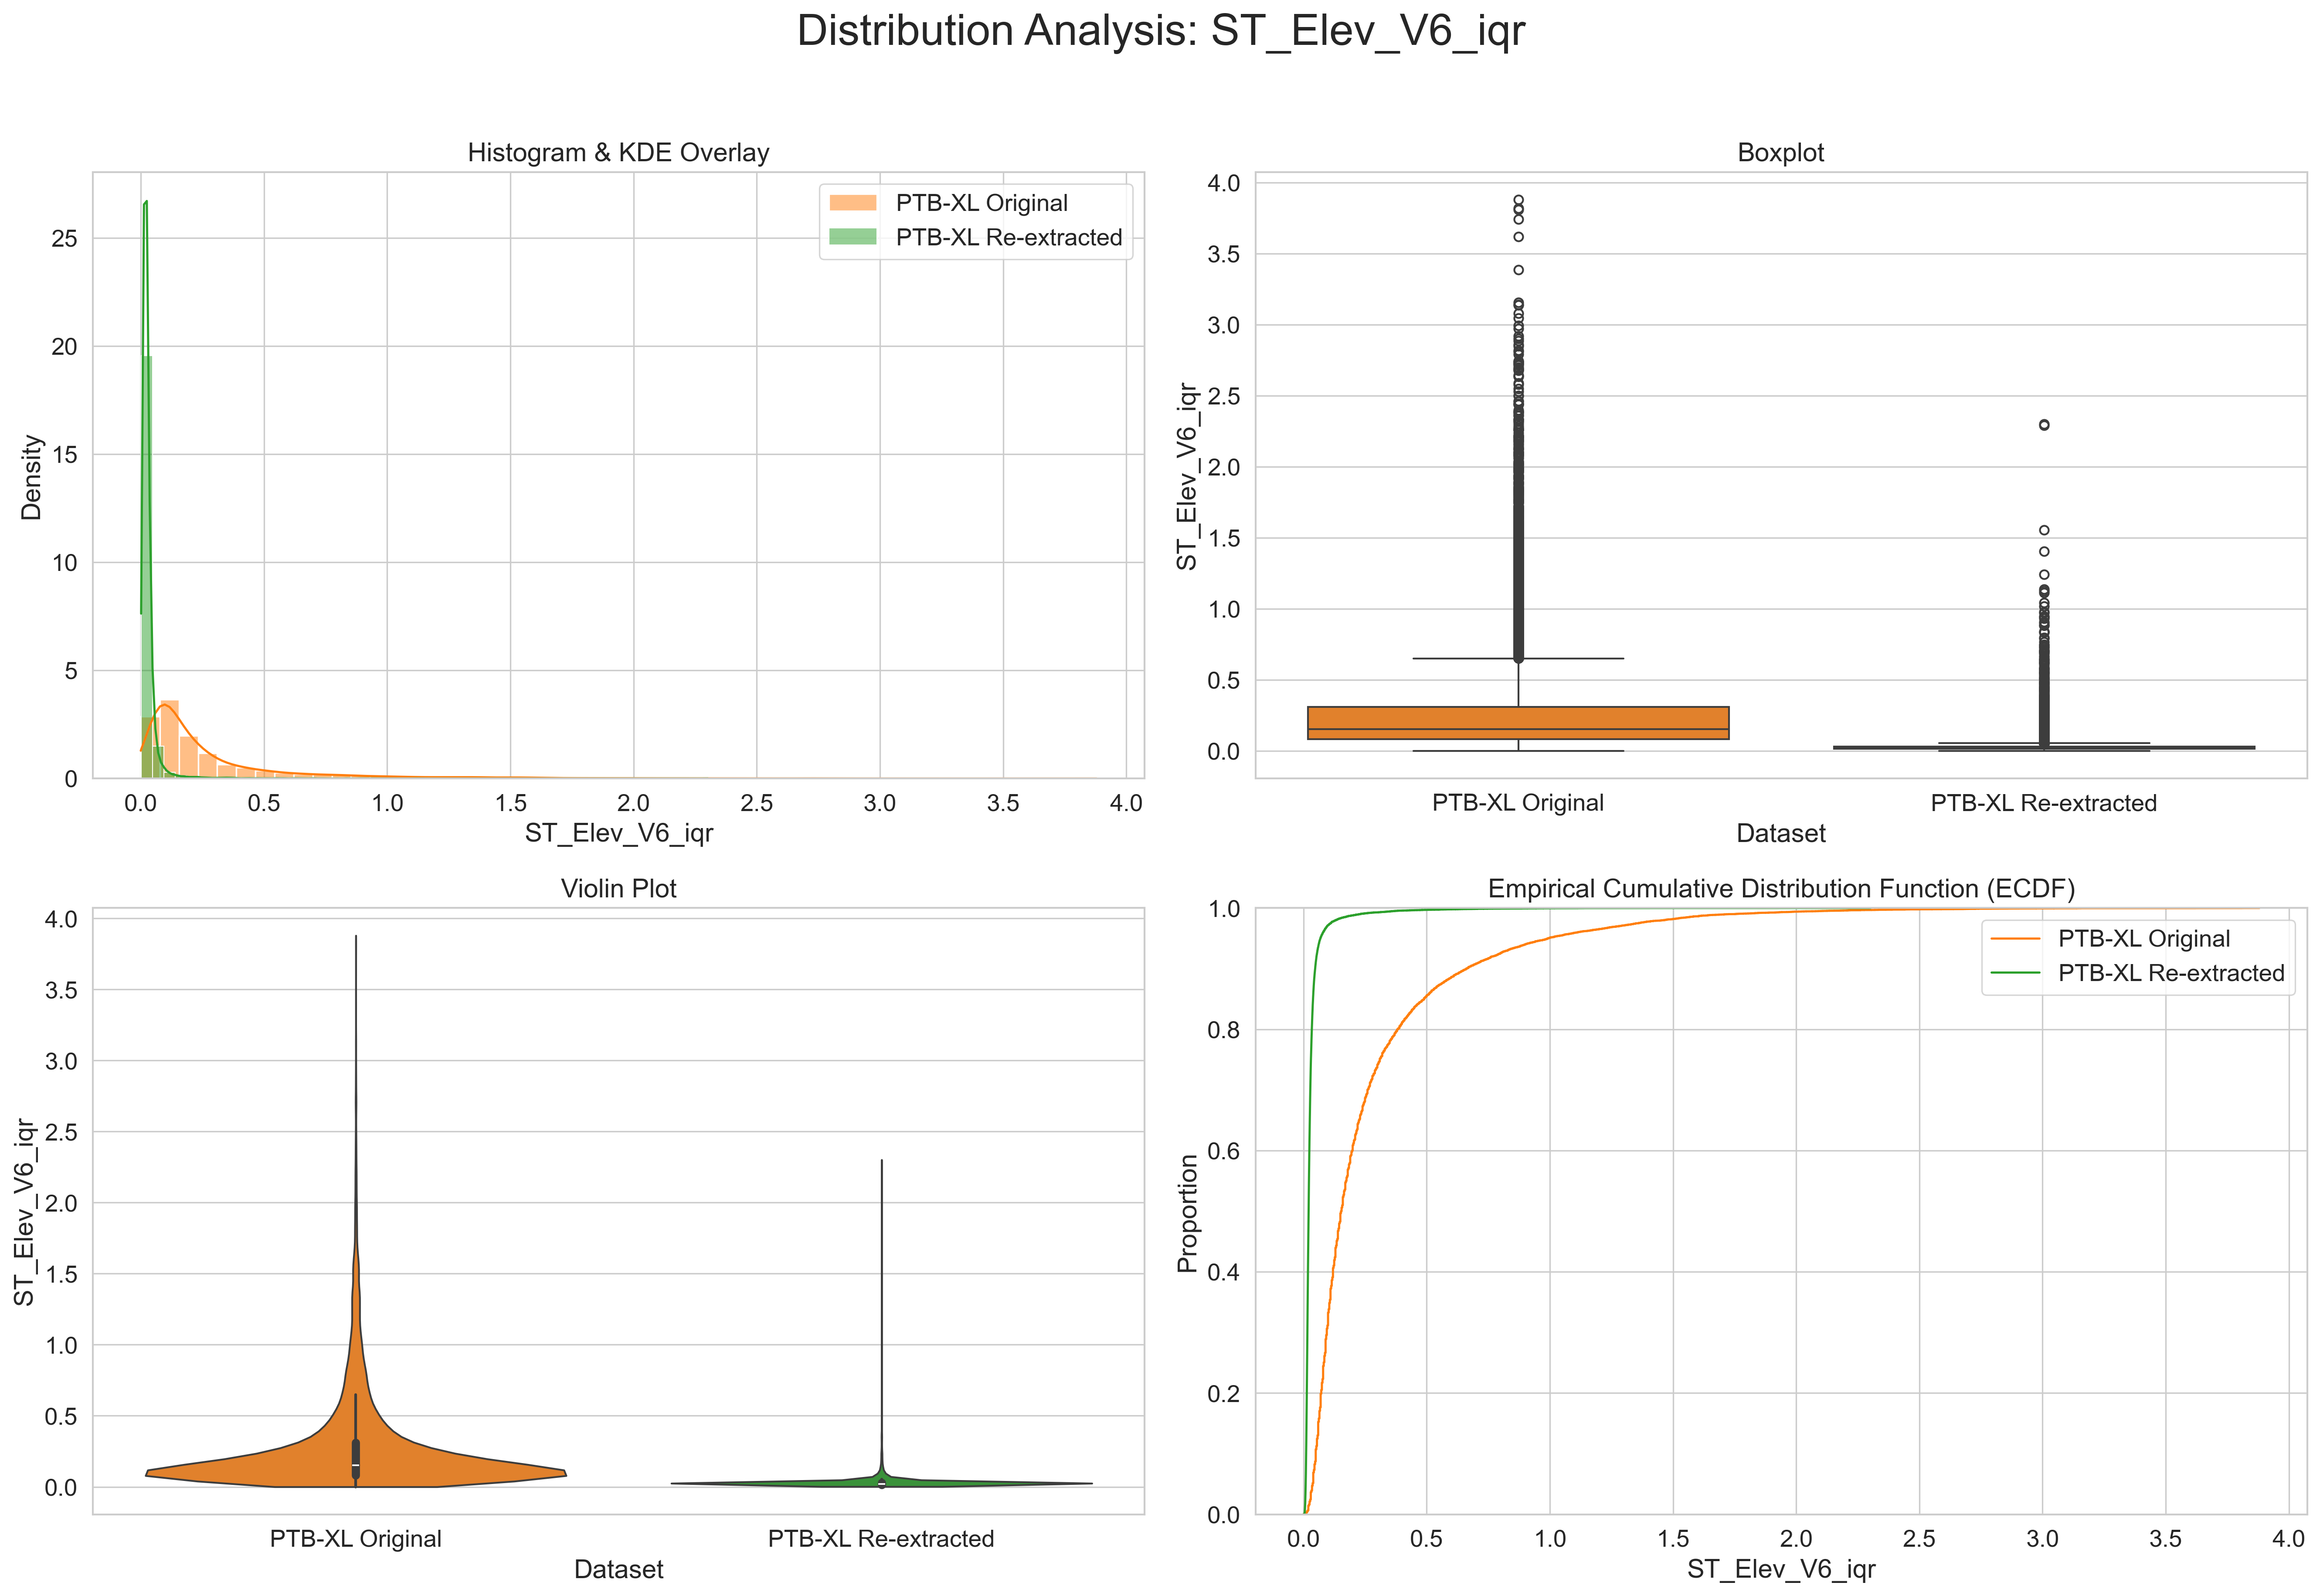 Distribution Analysis: ST_Elev_V6_iqr
Histogram & KDE Overlay
PTB-XL Original
PTB-XL Re-extracted
25
20
15
10
5
0
Density
0.0 0.5 1.0 1.5 2.0 2.5 3.0 3.5 4.0
ST_Elev_V6_iqr
Boxplot
4.0
3.5
3.0
2.5
2.0
1.5
1.0
0.5
0.0
ST_Elev_V6_iqr
PTB-XL Original PTB-XL Re-extracted
Dataset
Violin Plot
4.0
3.5
3.0
2.5
2.0
1.5
1.0
0.5
0.0
ST_Elev_V6_iqr
PTB-XL Original PTB-XL Re-extracted
Dataset
Empirical Cumulative Distribution Function (ECDF)
PTB-XL Original
PTB-XL Re-extracted
1.0
0.8
0.6
0.4
0.2
0.0
Proportion
0.0 0.5 1.0 1.5 2.0 2.5 3.0 3.5 4.0
ST_Elev_V6_iqr